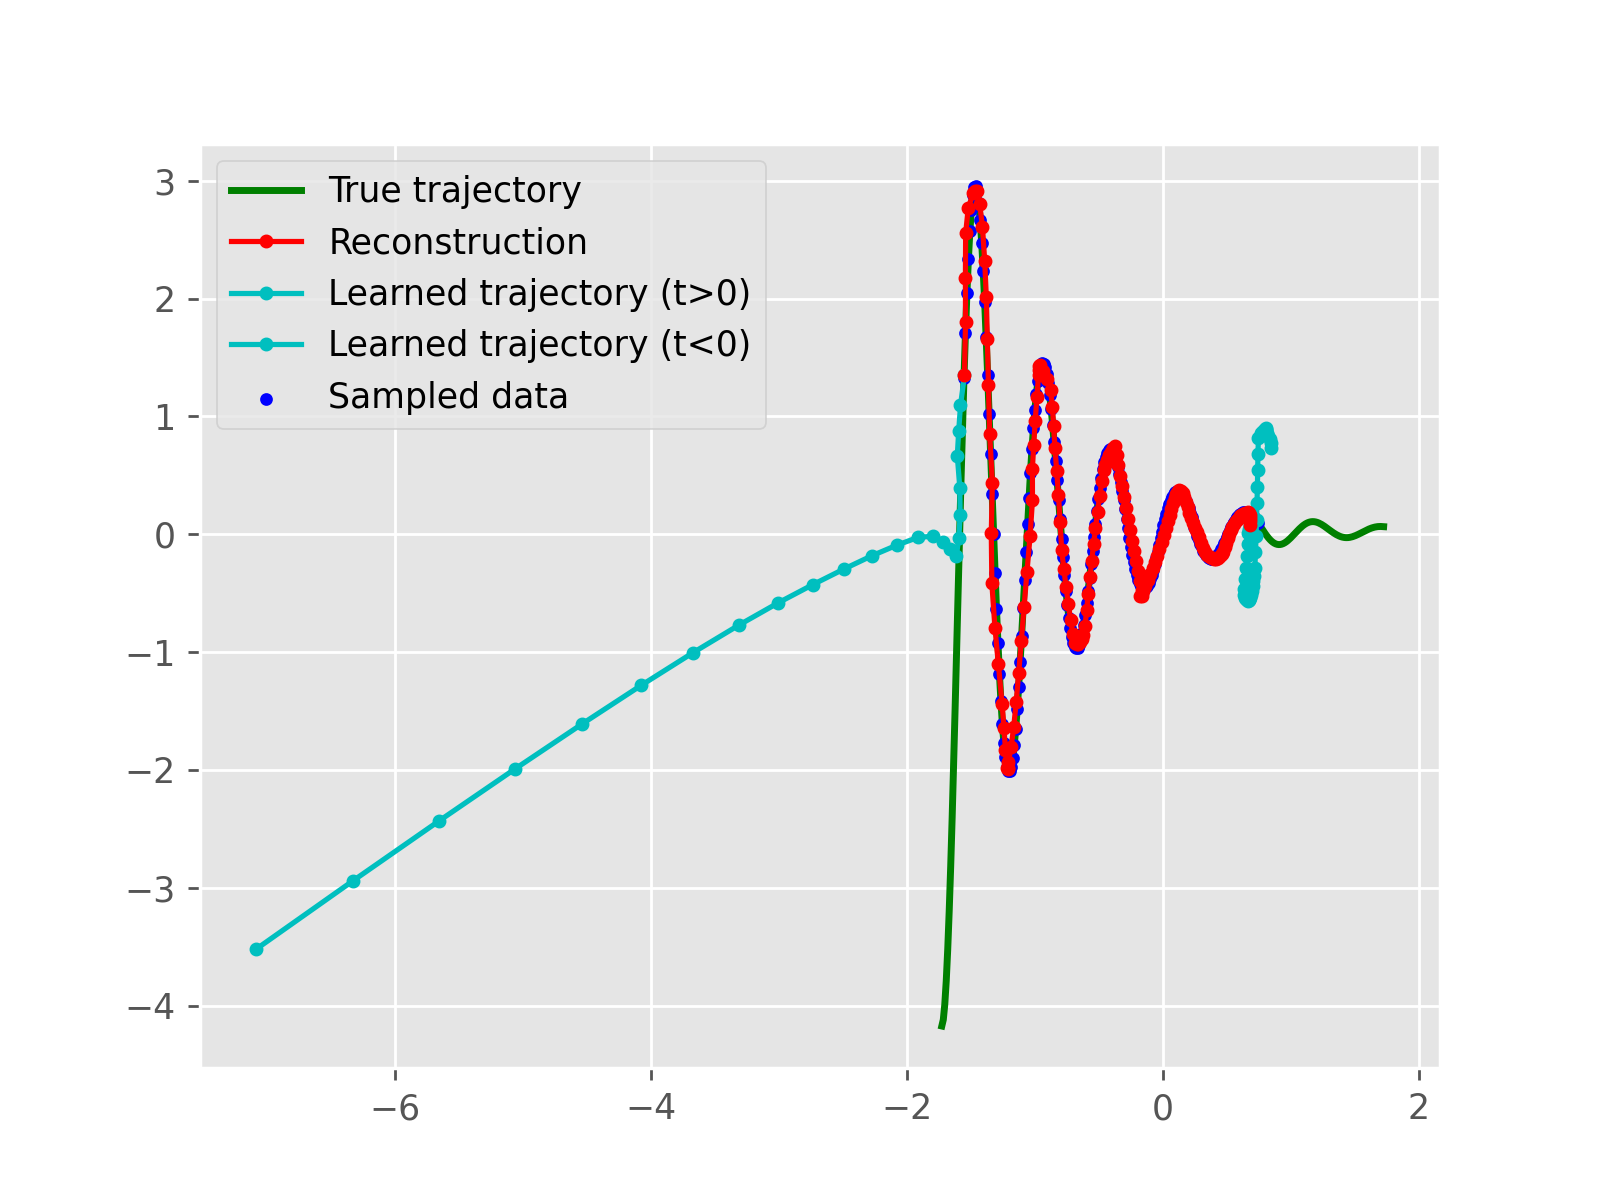 True trajectory
Reconstruction
Learned trajectory (t>0)
Learned trajectory (t<0)
Sampled data
3
2
1
0
−1
−2
−3
−4
−6
−4
−2
0
2